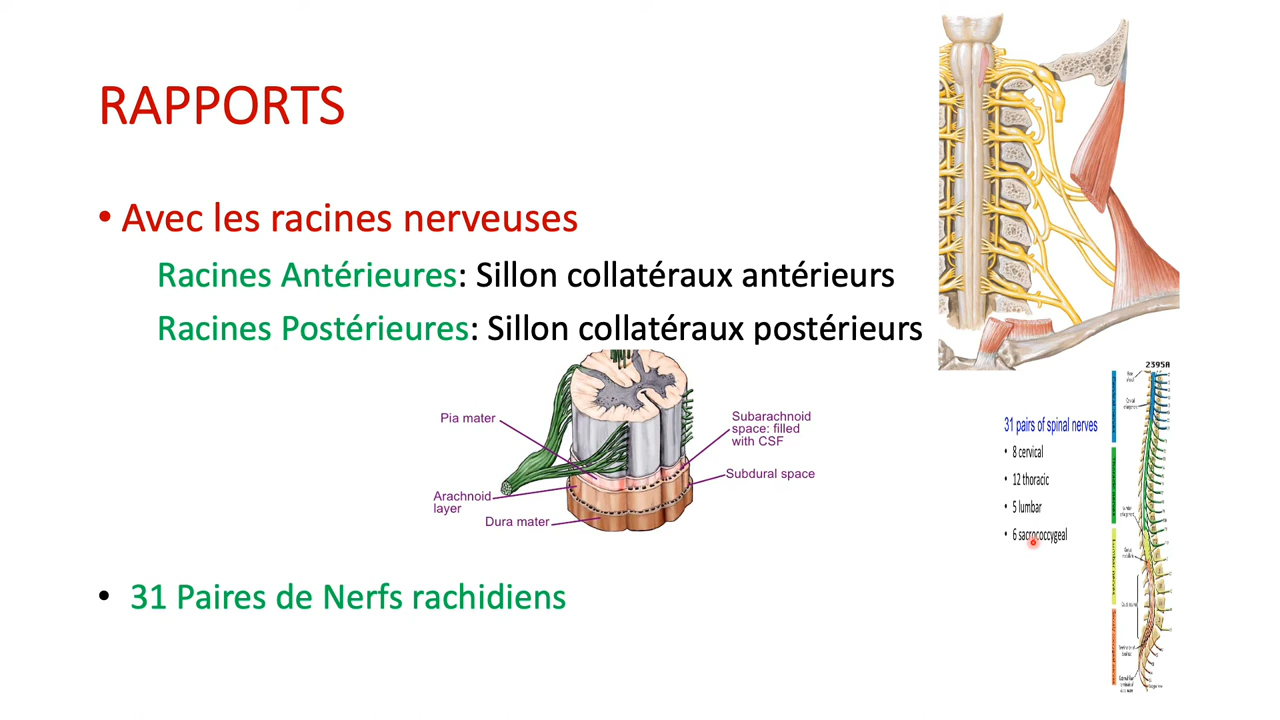 RAPPORTS
• Avec les racines nerveuses
Racines Antérieures: Sillon collatéraux antérieurs
Racines Postérieures: Sillon collatéraux postérieurs
Pia mater
Arachnoid
layer
Dura mater
Subarachnoid
space: filled
with CSF
Subdural space
2395A
31 pairs of spinal nerves
• 8 cervical
• 12 thoracic
• 5 lumbar
• 6 sacrococcygeal
• 31 Paires de Nerfs rachidiens